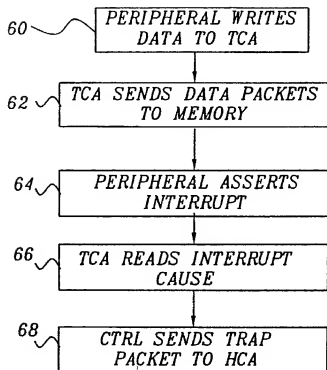 60
PERIPHERAL WRITES
DATA TO TCA
62
TCA SENDS DATA PACKETS
TO MEMORY
64
PERIPHERAL ASSERTS
INTERRUPT
66
TCA READS INTERRUPT
CAUSE
68
CTRL SENDS TRAP
PACKET TO HCA